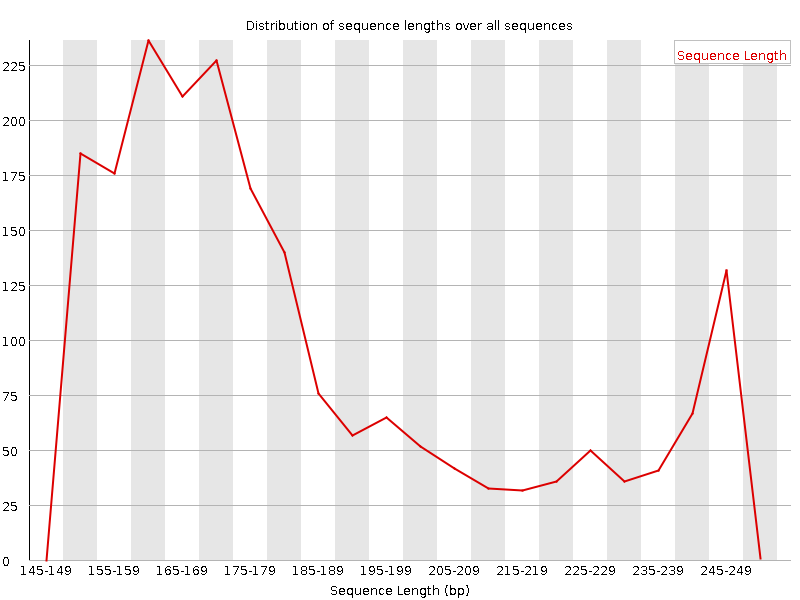 Distribution of sequence lengths over all sequences
Sequence Length
225
200
175
150
125
100
75
50
25
0
145-149 155-159 165-169 175-179 185-189 195-199 205-209 215-219 225-229 235-239 245-249
Sequence Length (bp)